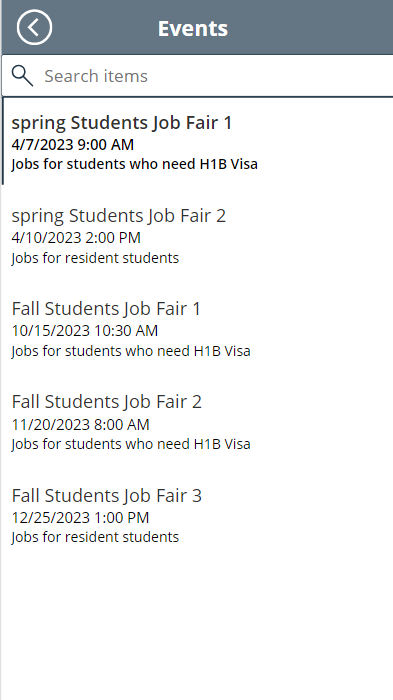 Events
Search items
spring Students Job Fair 1
4/7/2023 9:00 AM
Jobs for students who need H1B Visa
spring Students Job Fair 2
4/10/2023 2:00 PM
Jobs for resident students
Fall Students Job Fair 1
10/15/2023 10:30 AM
Jobs for students who need H1B Visa
Fall Students Job Fair 2
11/20/2023 8:00 AM
Jobs for students who need H1B Visa
Fall Students Job Fair 3
12/25/2023 1:00 PM
Jobs for resident students